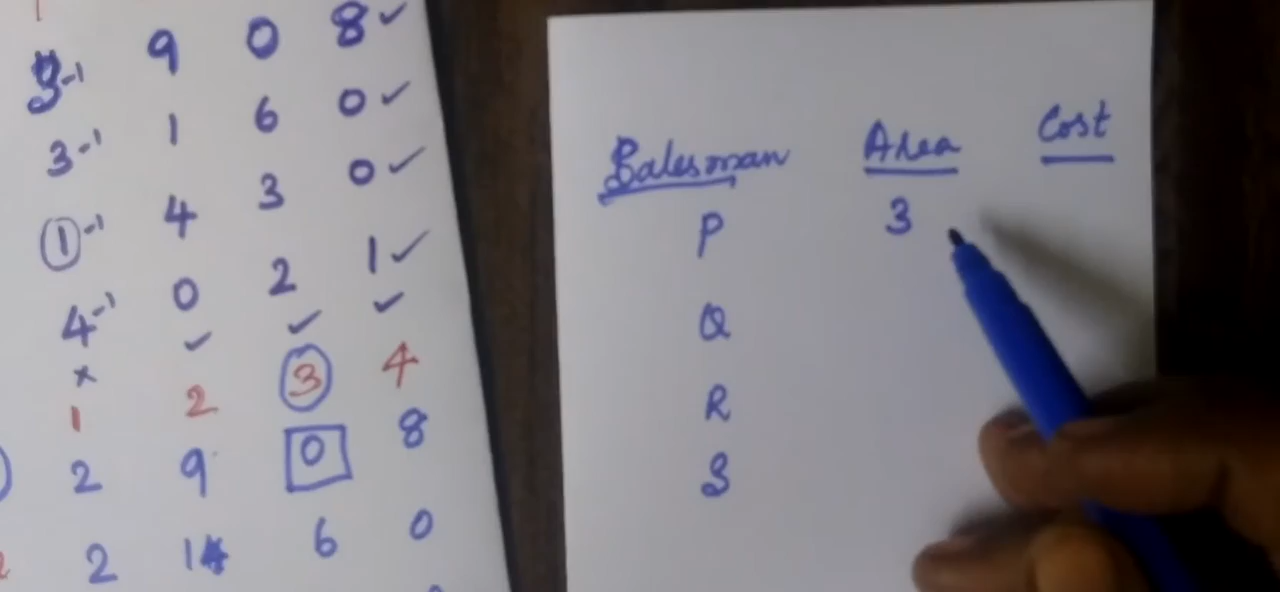 9 0 8 ✓
3-1 1 6 0 ✓
1-1 4 3 0 ✓
4-1 0 2 1 ✓
× ✓ ✓ ✓
1 2 3 4
2 9 0 8
2 1 6 0
Salesman Area Cost
P 3
Q
R
S